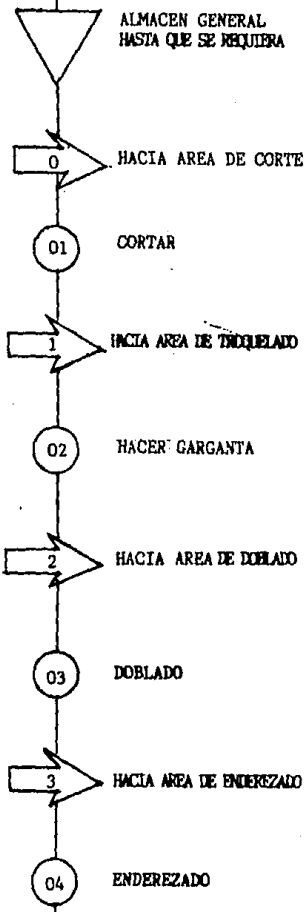 ALMACEN GENERAL
HASTA QUE SE REQUIERA
0
HACIA AREA DE CORTE
01
CORTAR
1
HACIA AREA DE TROQUELADO
02
HACER GARGANTA
2
HACIA AREA DE DOBLADO
03
DOBLADO
3
HACIA AREA DE ENDEREZADO
04
ENDEREZADO